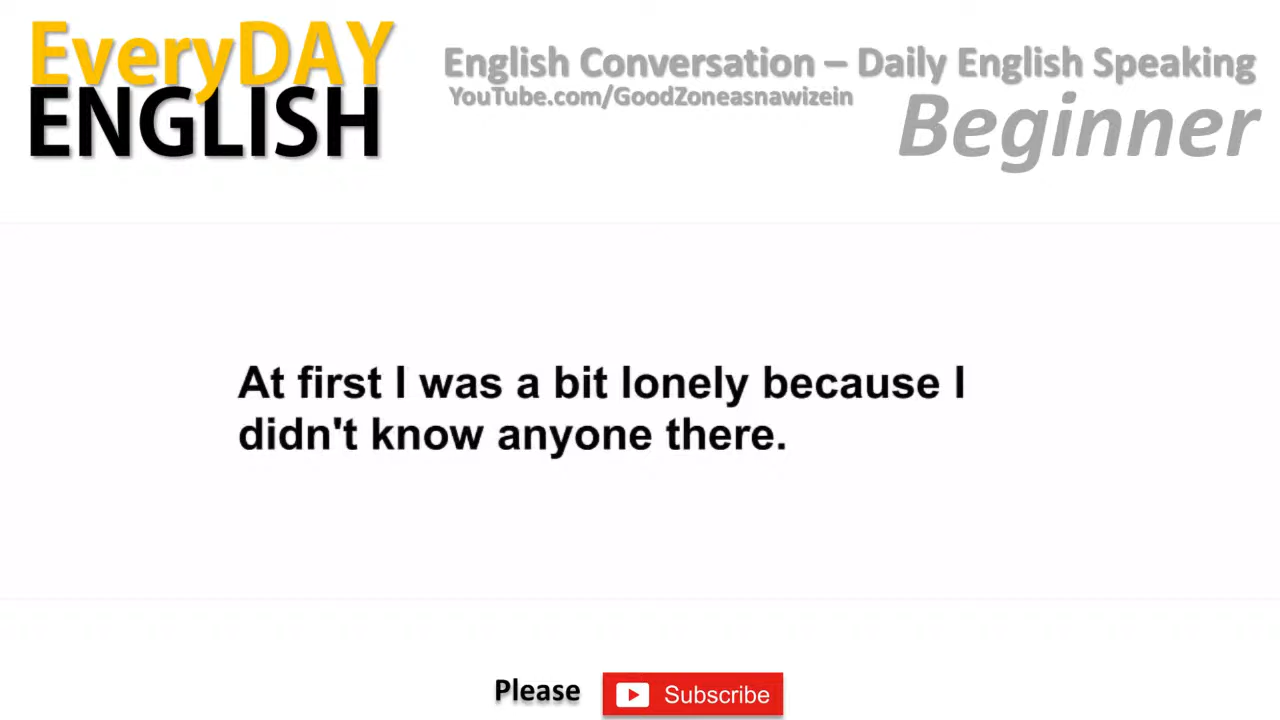 EveryDAY
ENGLISH
English Conversation – Daily English Speaking
YouTube.com/GoodZoneasnawizein
Beginner
At first I was a bit lonely because I
didn't know anyone there.
Please
Subscribe